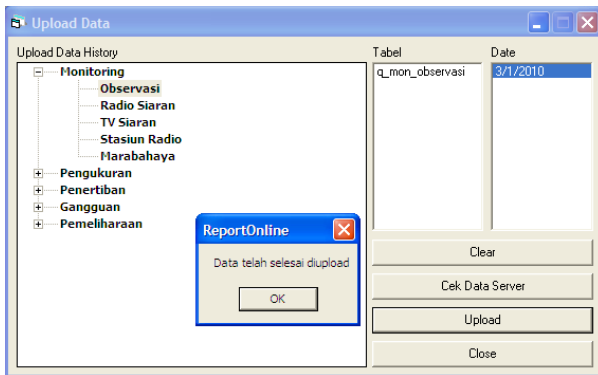 Upload Data
Upload Data History
Monitoring
Observasi
Radio Siaran
TV Siaran
Stasiun Radio
Marabahaya
Pengukuran
Penertiban
Gangguan
Pemeliharaan
Tabel
q_mon_observasi
Date
3/1/2010
ReportOnline
Data telah selesai diupload
OK
Clear
Cek Data Server
Upload
Close